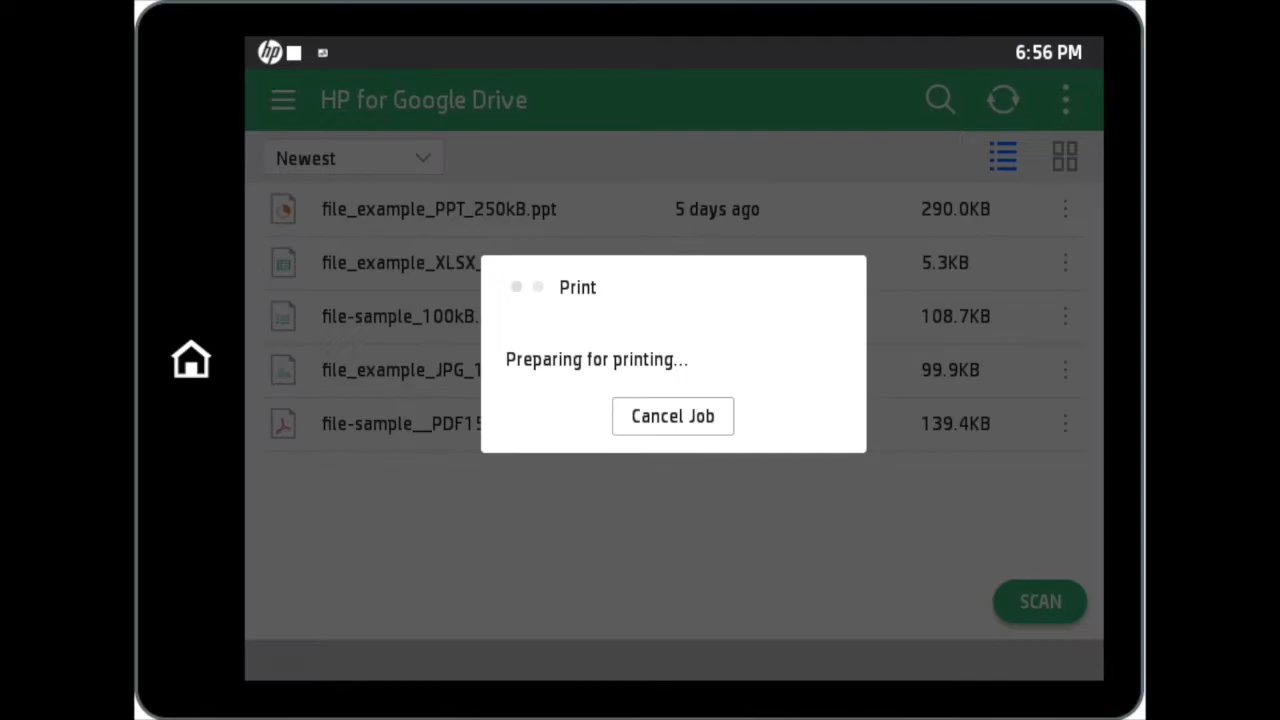 hp
6:56 PM
HP for Google Drive
Newest
file_example_PPT_250kB.ppt 5 days ago 290.0KB
file_example_XLSX_ 5.3KB
Print
file-sample_100kB. 108.7KB
Preparing for printing...
file_example_JPG_1 99.9KB
Cancel Job
file-sample__PDF15 139.4KB
SCAN